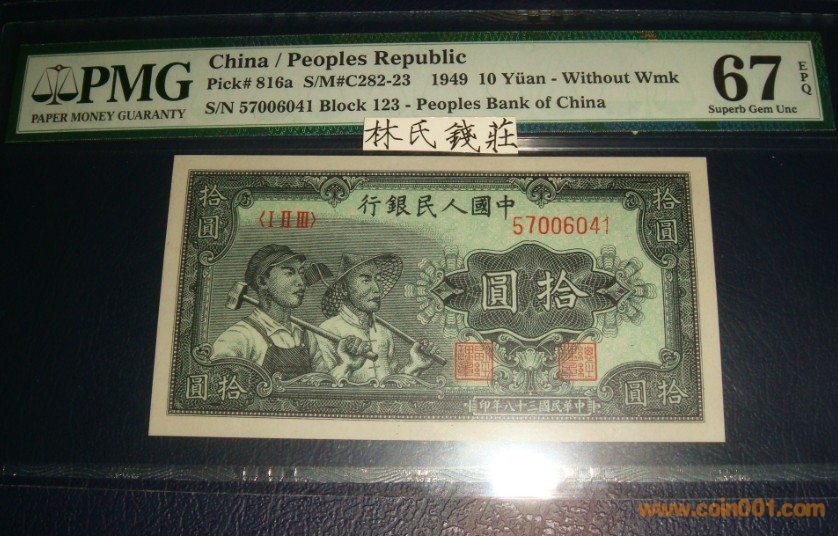 PMG
PAPER MONEY GUARANTY
China / Peoples Republic
Pick# 816a S/M#C282-23 1949 10 Yüan - Without Wmk
S/N 57006041 Block 123 - Peoples Bank of China
67
EPQ
Superb Gem Unc
林氏錢莊
拾圓
行銀民人國中
拾圓
〈I II III〉
57006041
圓拾
圓拾
印年八十三國民華中
圓拾
www.coin001.com